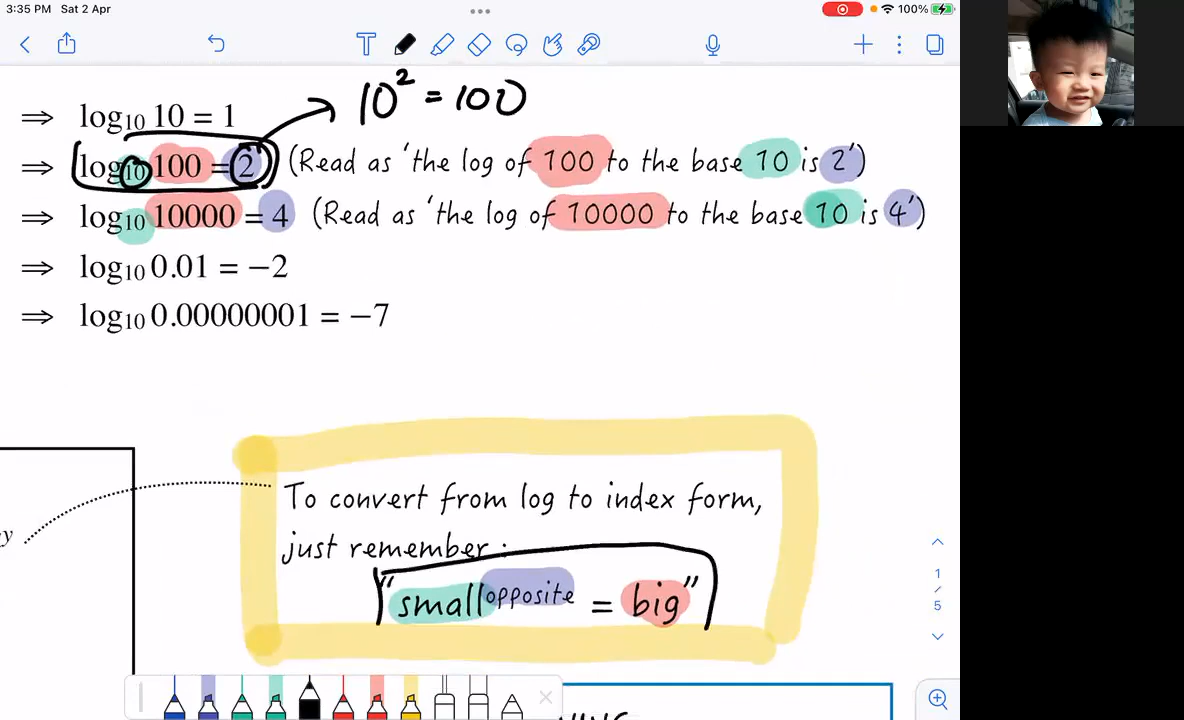 3:35 PM Sat 2 Apr
100%
T
⇒ log₁₀ 10 = 1
10² = 100
⇒ log₁₀ 100 = 2 (Read as 'the log of 100 to the base 10 is 2')
⇒ log₁₀ 10000 = 4 (Read as 'the log of 10000 to the base 10 is 4')
⇒ log₁₀ 0.01 = −2
⇒ log₁₀ 0.00000001 = −7
To convert from log to index form,
y
just remember :
"small^opposite = big"
1
/
5